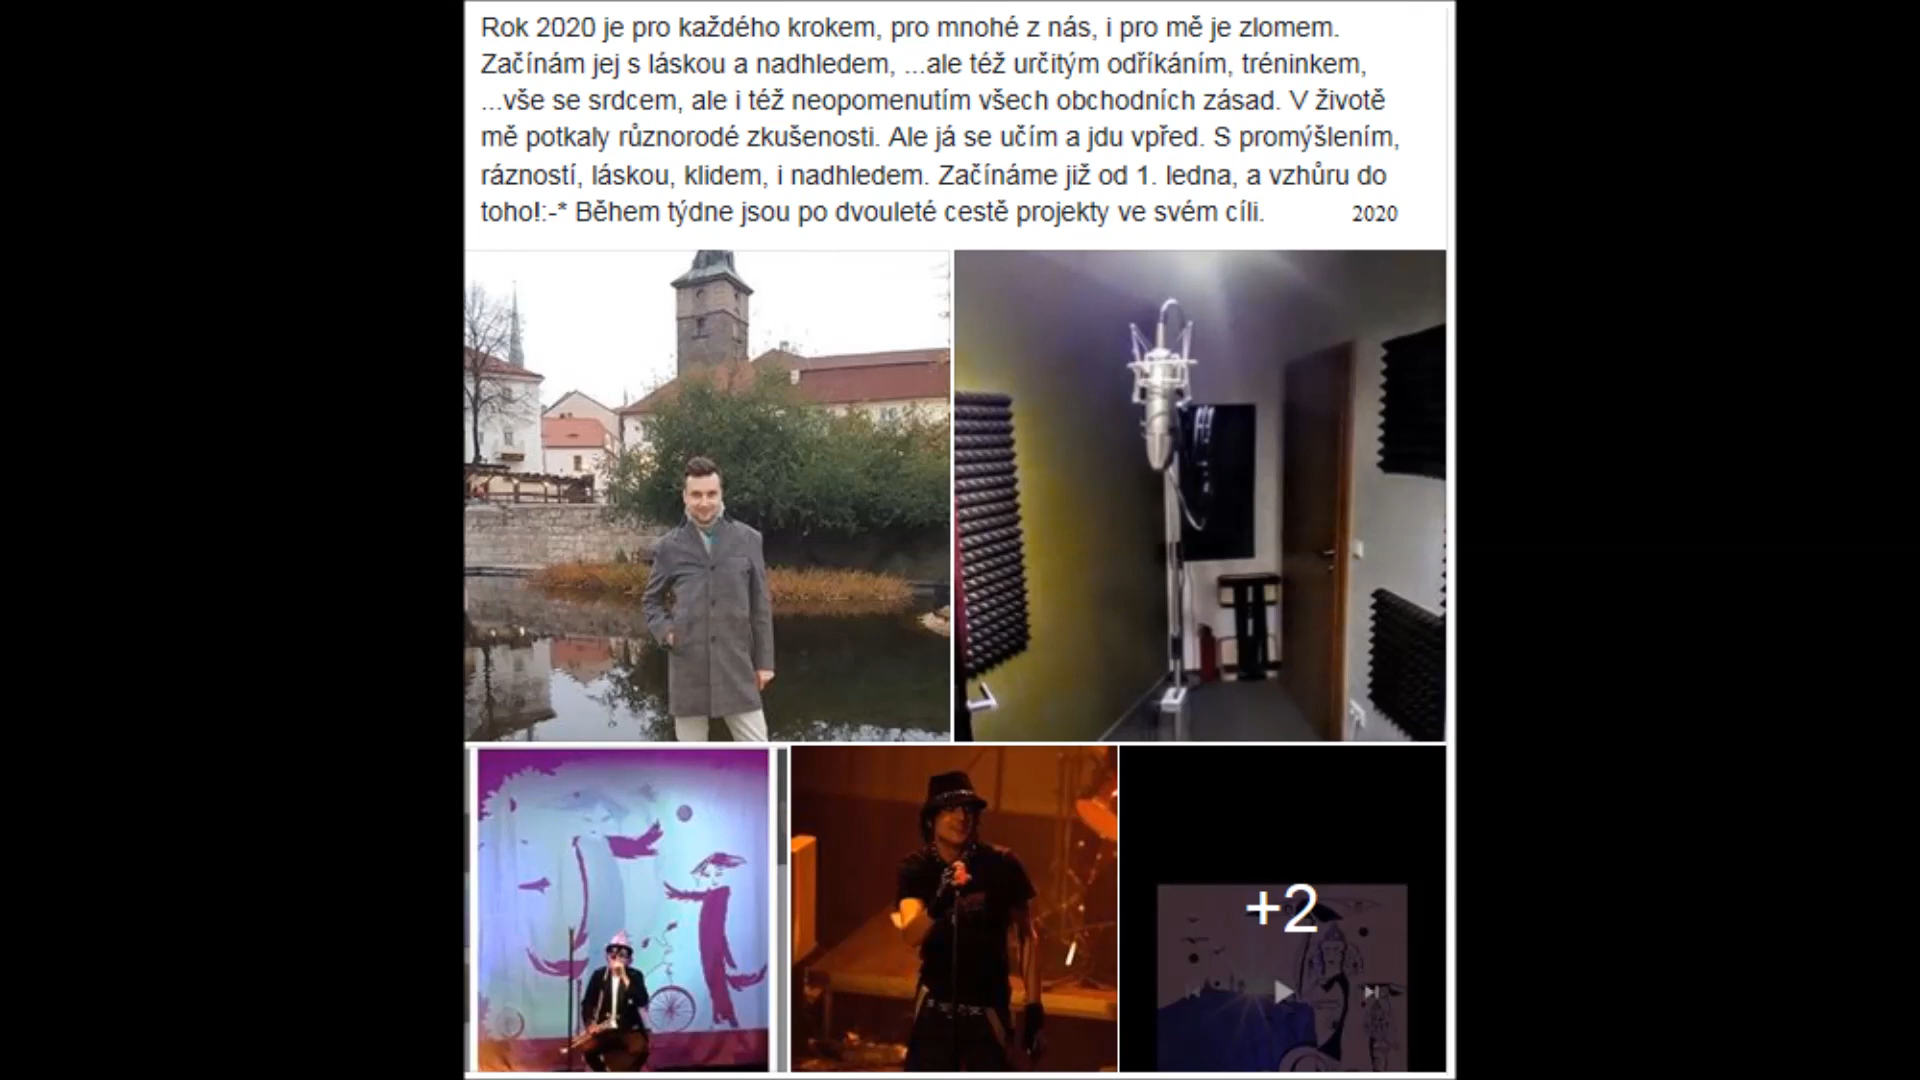 Rok 2020 je pro každého krokem, pro mnohé z nás, i pro mě je zlomem.
Začínám jej s láskou a nadhledem, ...ale též určitým odříkáním, tréninkem,
...vše se srdcem, ale i též neopomenutím všech obchodních zásad. V životě
mě potkaly různorodé zkušenosti. Ale já se učím a jdu vpřed. S promýšlením,
rázností, láskou, klidem, i nadhledem. Začínáme již od 1. ledna, a vzhůru do
toho!:-* Během týdne jsou po dvouleté cestě projekty ve svém cíli. 2020
+2